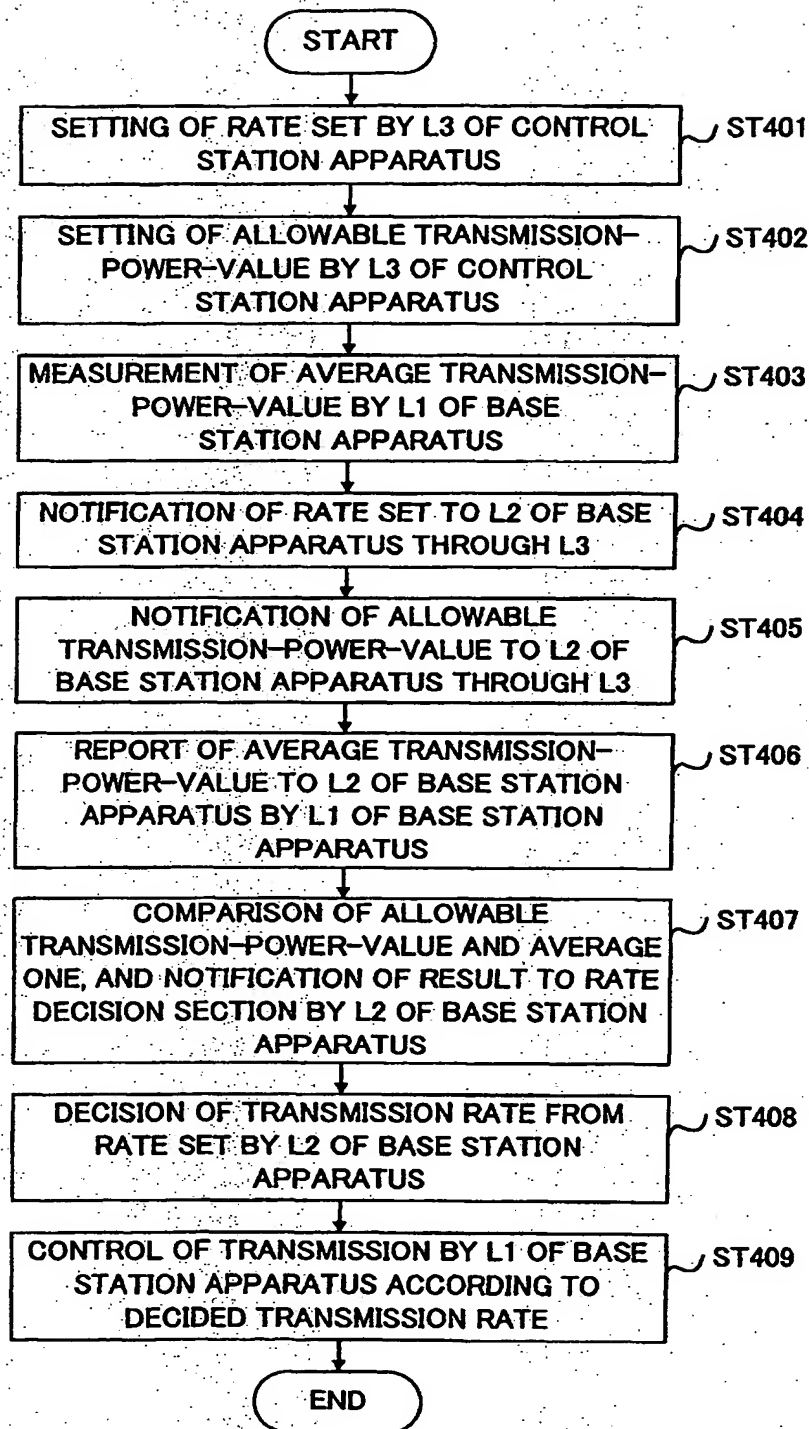 START
SETTING OF RATE SET BY L3 OF CONTROL
STATION APPARATUS
ST401
SETTING OF ALLOWABLE TRANSMISSION-
POWER-VALUE BY L3 OF CONTROL
STATION APPARATUS
ST402
MEASUREMENT OF AVERAGE TRANSMISSION-
POWER-VALUE BY L1 OF BASE
STATION APPARATUS
ST403
NOTIFICATION OF RATE SET TO L2 OF BASE
STATION APPARATUS THROUGH L3
ST404
NOTIFICATION OF ALLOWABLE
TRANSMISSION-POWER-VALUE TO L2 OF
BASE STATION APPARATUS THROUGH L3
ST405
REPORT OF AVERAGE TRANSMISSION-
POWER-VALUE TO L2 OF BASE STATION
APPARATUS BY L1 OF BASE STATION
APPARATUS
ST406
COMPARISON OF ALLOWABLE
TRANSMISSION-POWER-VALUE AND AVERAGE
ONE, AND NOTIFICATION OF RESULT TO RATE
DECISION SECTION BY L2 OF BASE STATION
APPARATUS
ST407
DECISION OF TRANSMISSION RATE FROM
RATE SET BY L2 OF BASE STATION
APPARATUS
ST408
CONTROL OF TRANSMISSION BY L1 OF BASE
STATION APPARATUS ACCORDING TO
DECIDED TRANSMISSION RATE
ST409
END